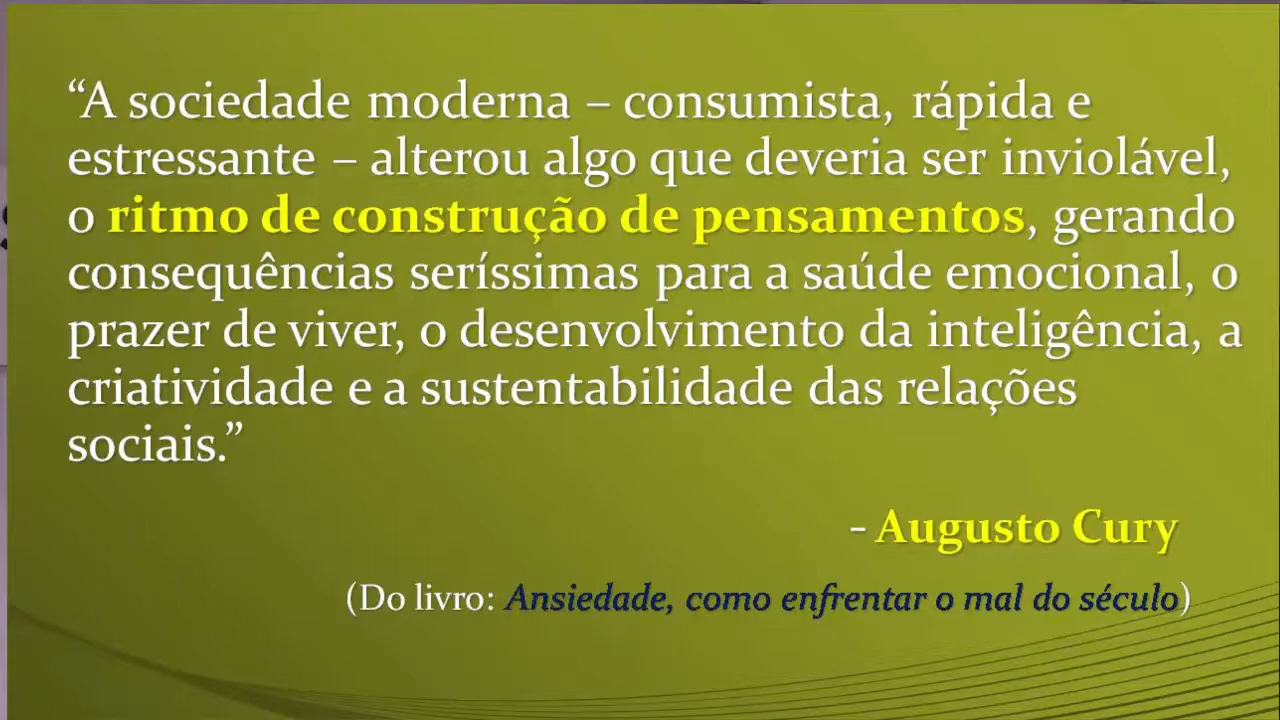 “A sociedade moderna – consumista, rápida e
estressante – alterou algo que deveria ser inviolável,
o ritmo de construção de pensamentos, gerando
consequências seríssimas para a saúde emocional, o
prazer de viver, o desenvolvimento da inteligência, a
criatividade e a sustentabilidade das relações
sociais.”
- Augusto Cury
(Do livro: Ansiedade, como enfrentar o mal do século)